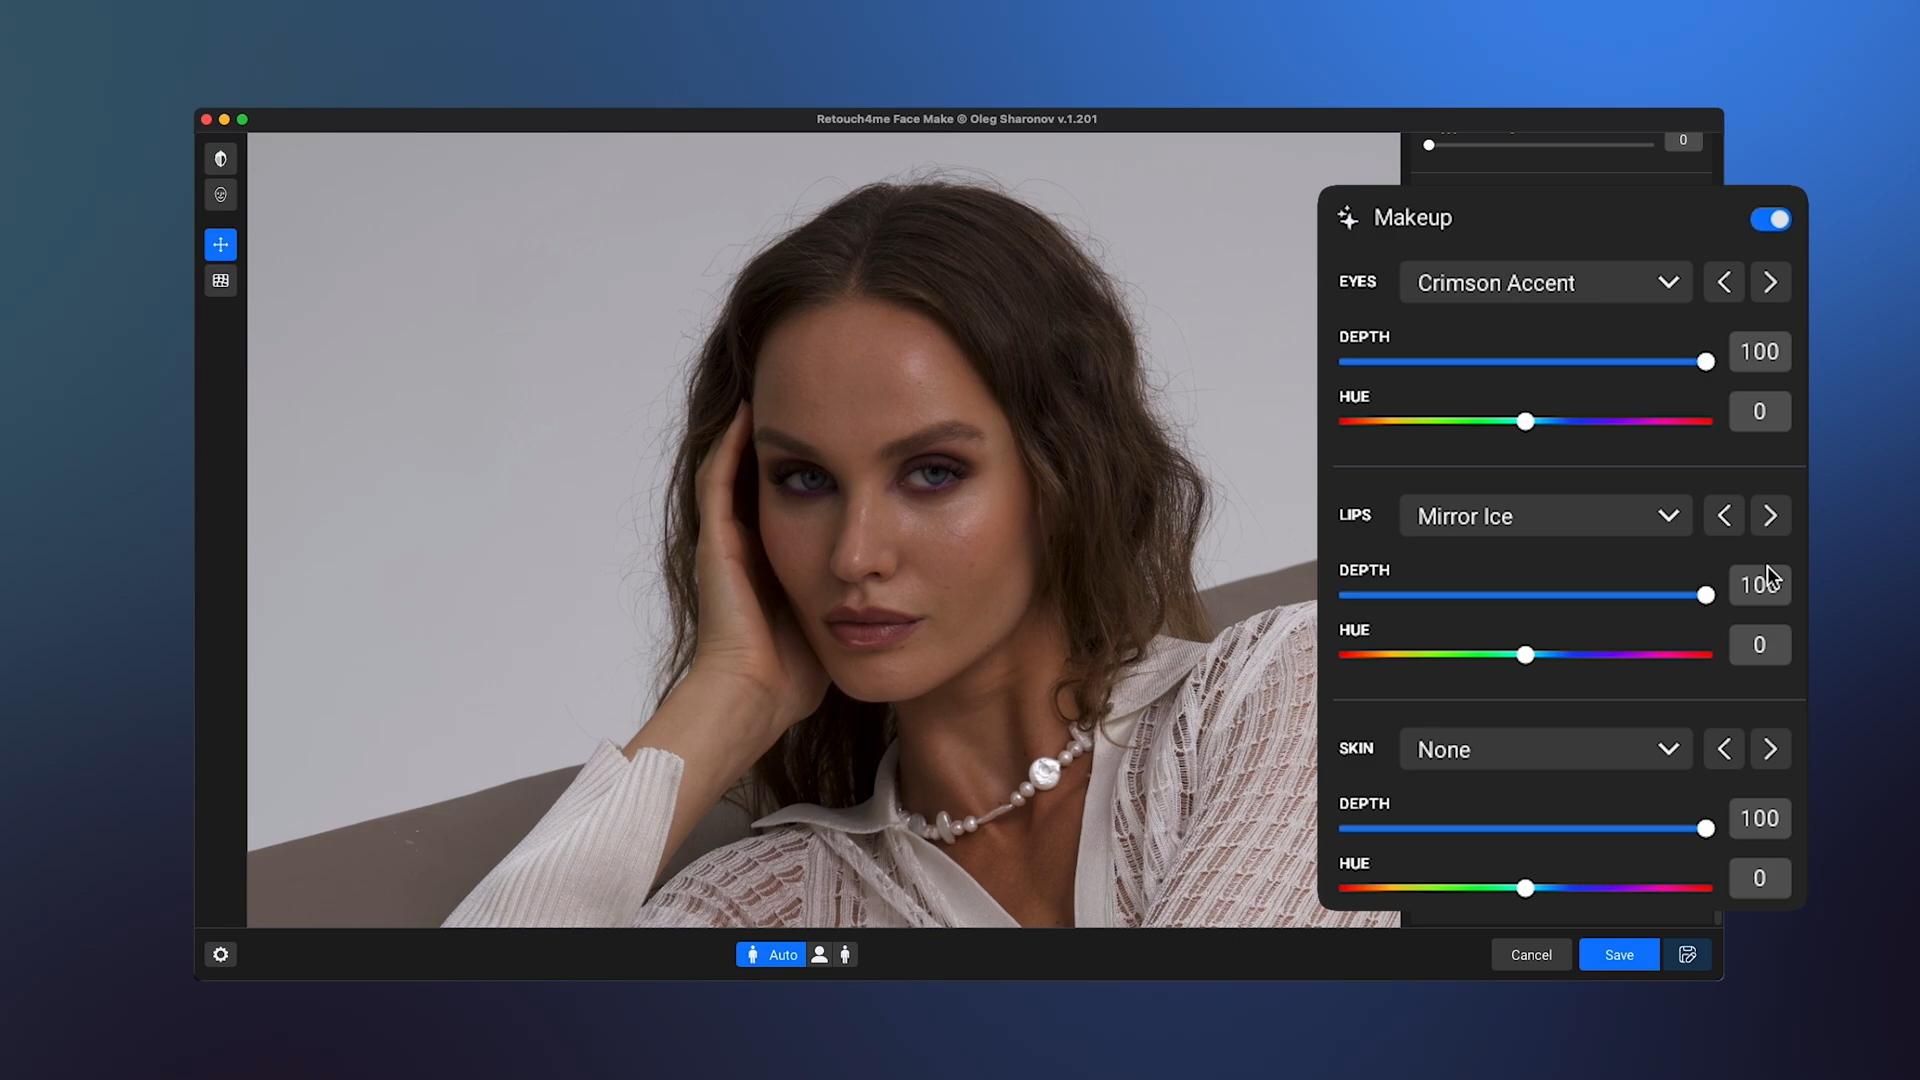 Retouch4me Face Make © Oleg Sharonov v.1.201
0
Makeup
EYES Crimson Accent
DEPTH
100
HUE
0
LIPS Mirror Ice
DEPTH
100
HUE
0
SKIN None
DEPTH
100
HUE
0
Auto
Cancel
Save